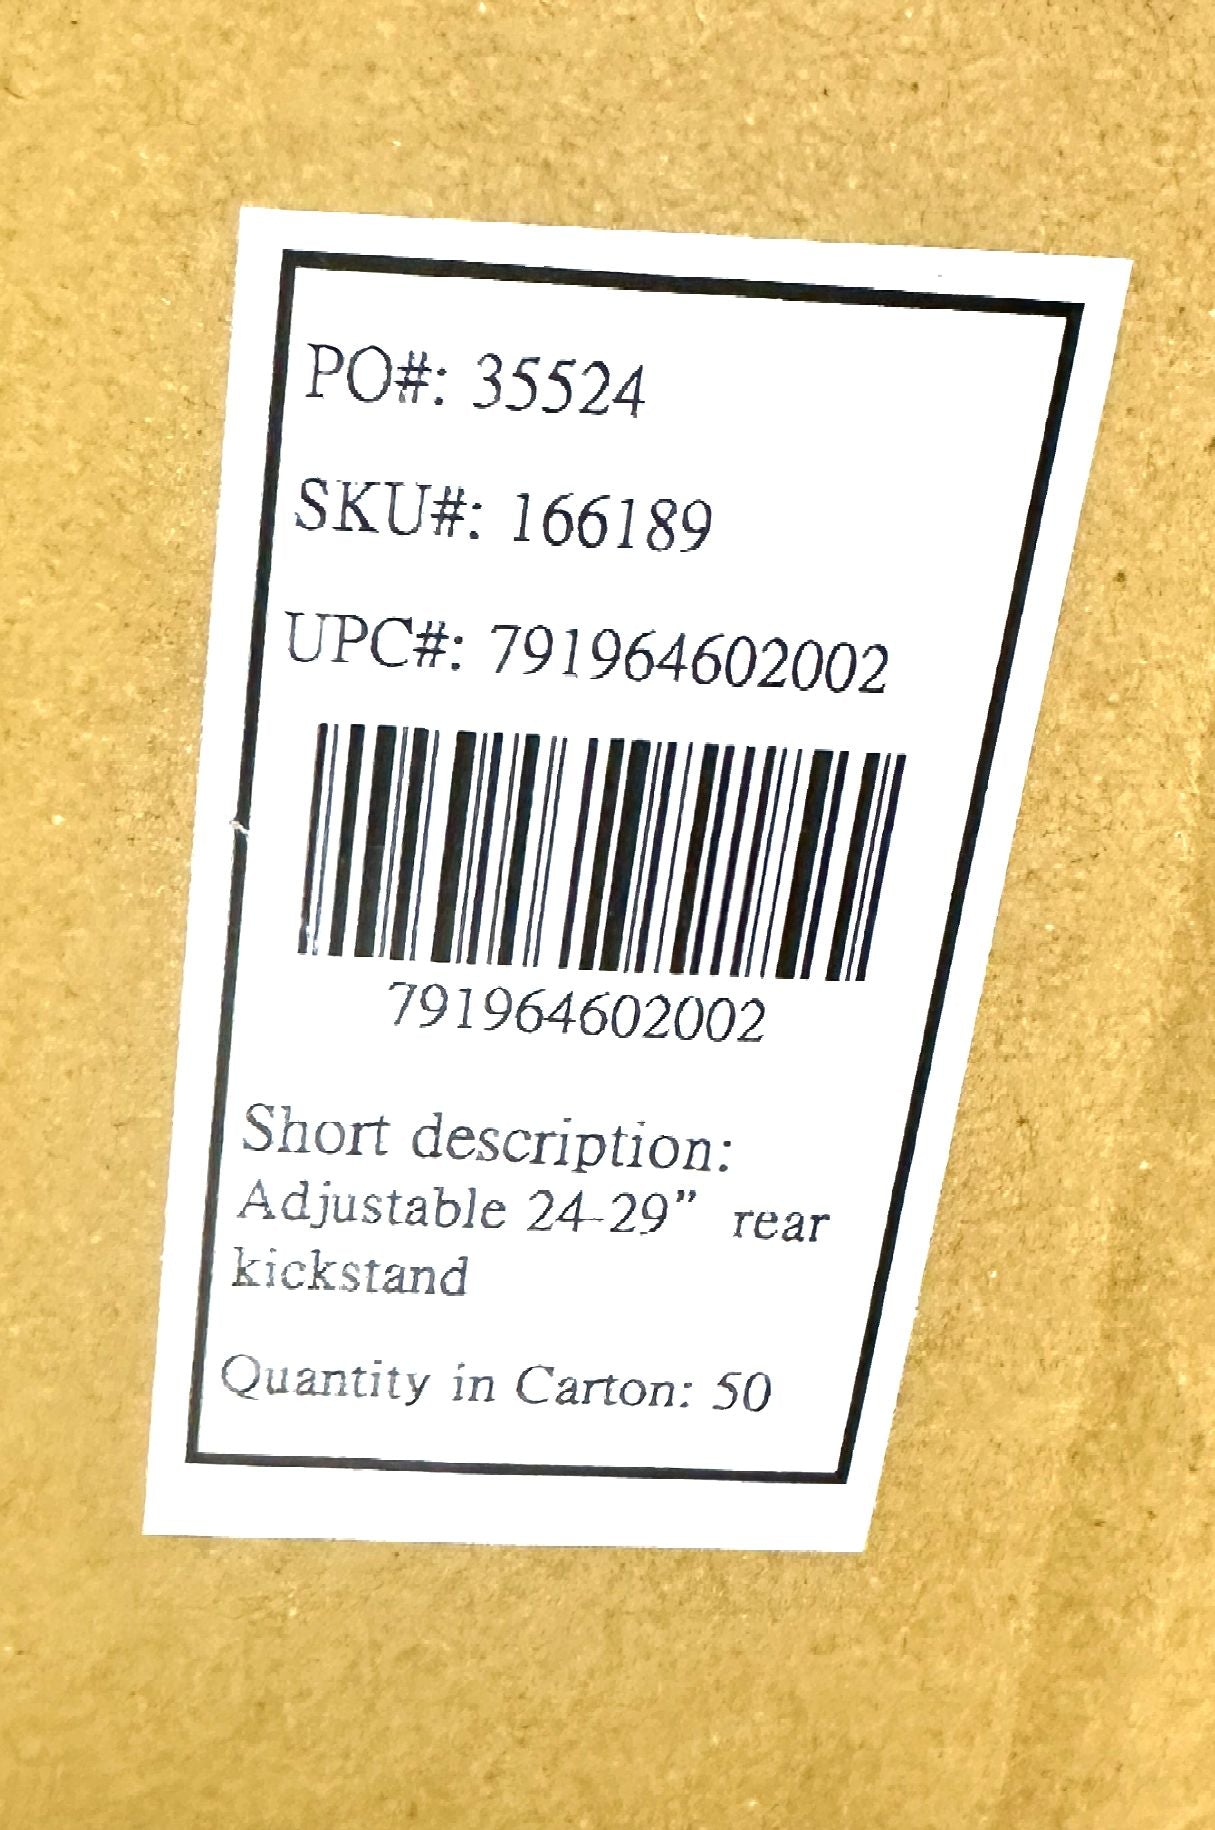 PO#: 35524
SKU#: 166189
UPC#: 791964602002
791964602002
Short description:
Adjustable 24-29” rear
kickstand
Quantity in Carton: 50